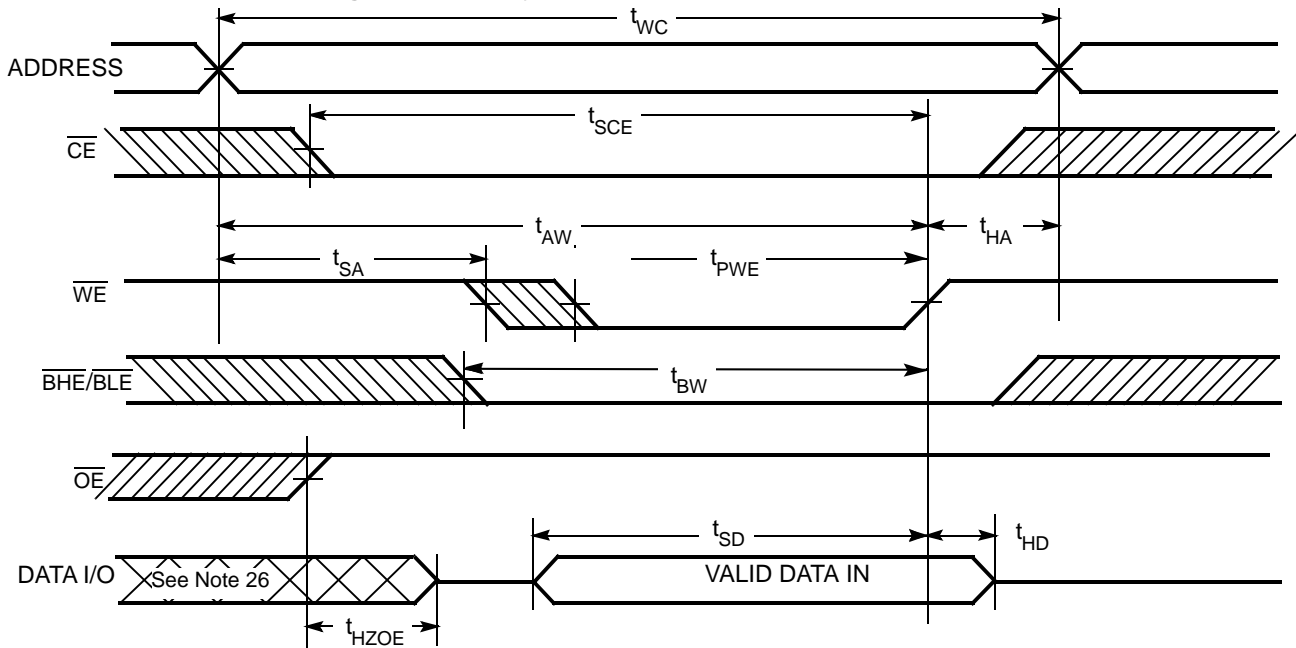 tWC
ADDRESS
tSCE
CE
tAW
tHA
tSA
tPWE
WE
BHE/BLE
tBW
OE
tSD
tHD
DATA I/O
See Note 26
VALID DATA IN
tHZOE